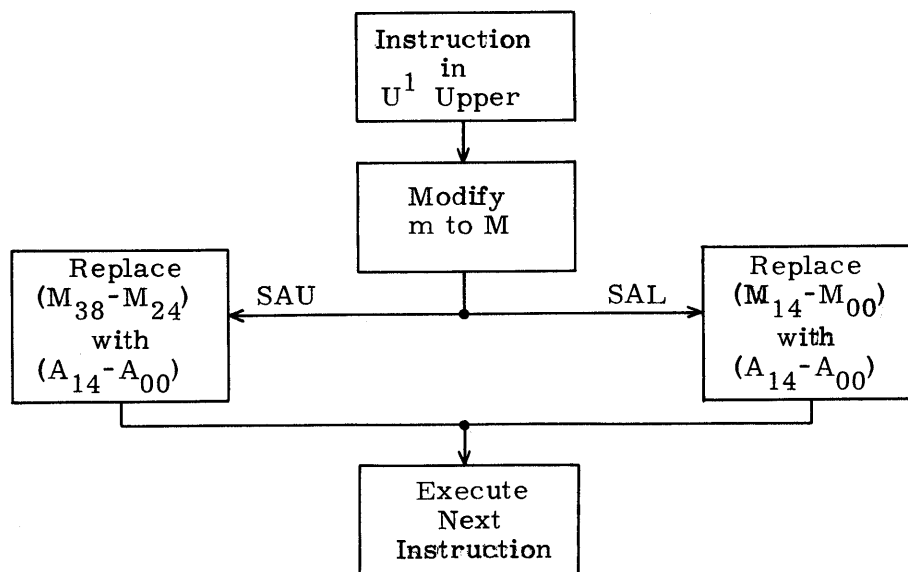 Instruction
in
U¹ Upper
Modify
m to M
Replace
(M₃₈-M₂₄)
with
(A₁₄-A₀₀)
SAU
SAL
Replace
(M₁₄-M₀₀)
with
(A₁₄-A₀₀)
Execute
Next
Instruction